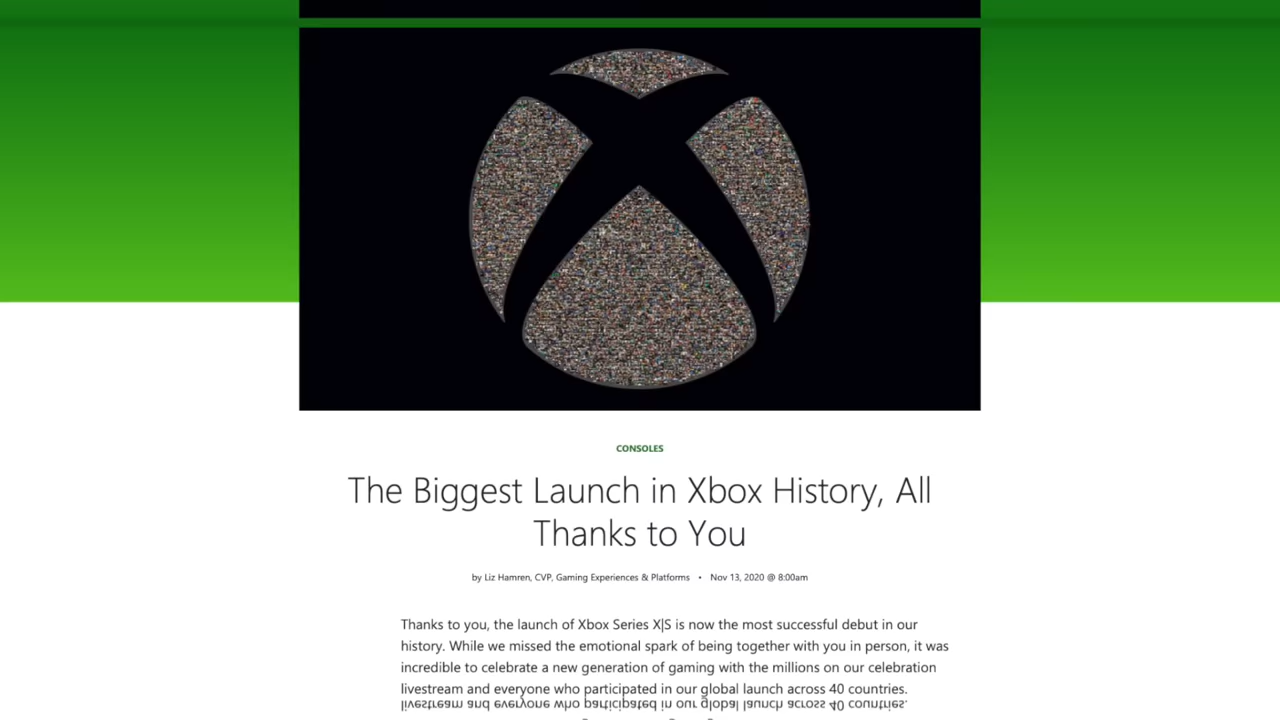 CONSOLES
The Biggest Launch in Xbox History, All
Thanks to You
by Liz Hamren, CVP, Gaming Experiences & Platforms • Nov 13, 2020 @ 8:00am
Thanks to you, the launch of Xbox Series X|S is now the most successful debut in our
history. While we missed the emotional spark of being together with you in person, it was
incredible to celebrate a new generation of gaming with the millions on our celebration
livestream and everyone who participated in our global launch across 40 countries.